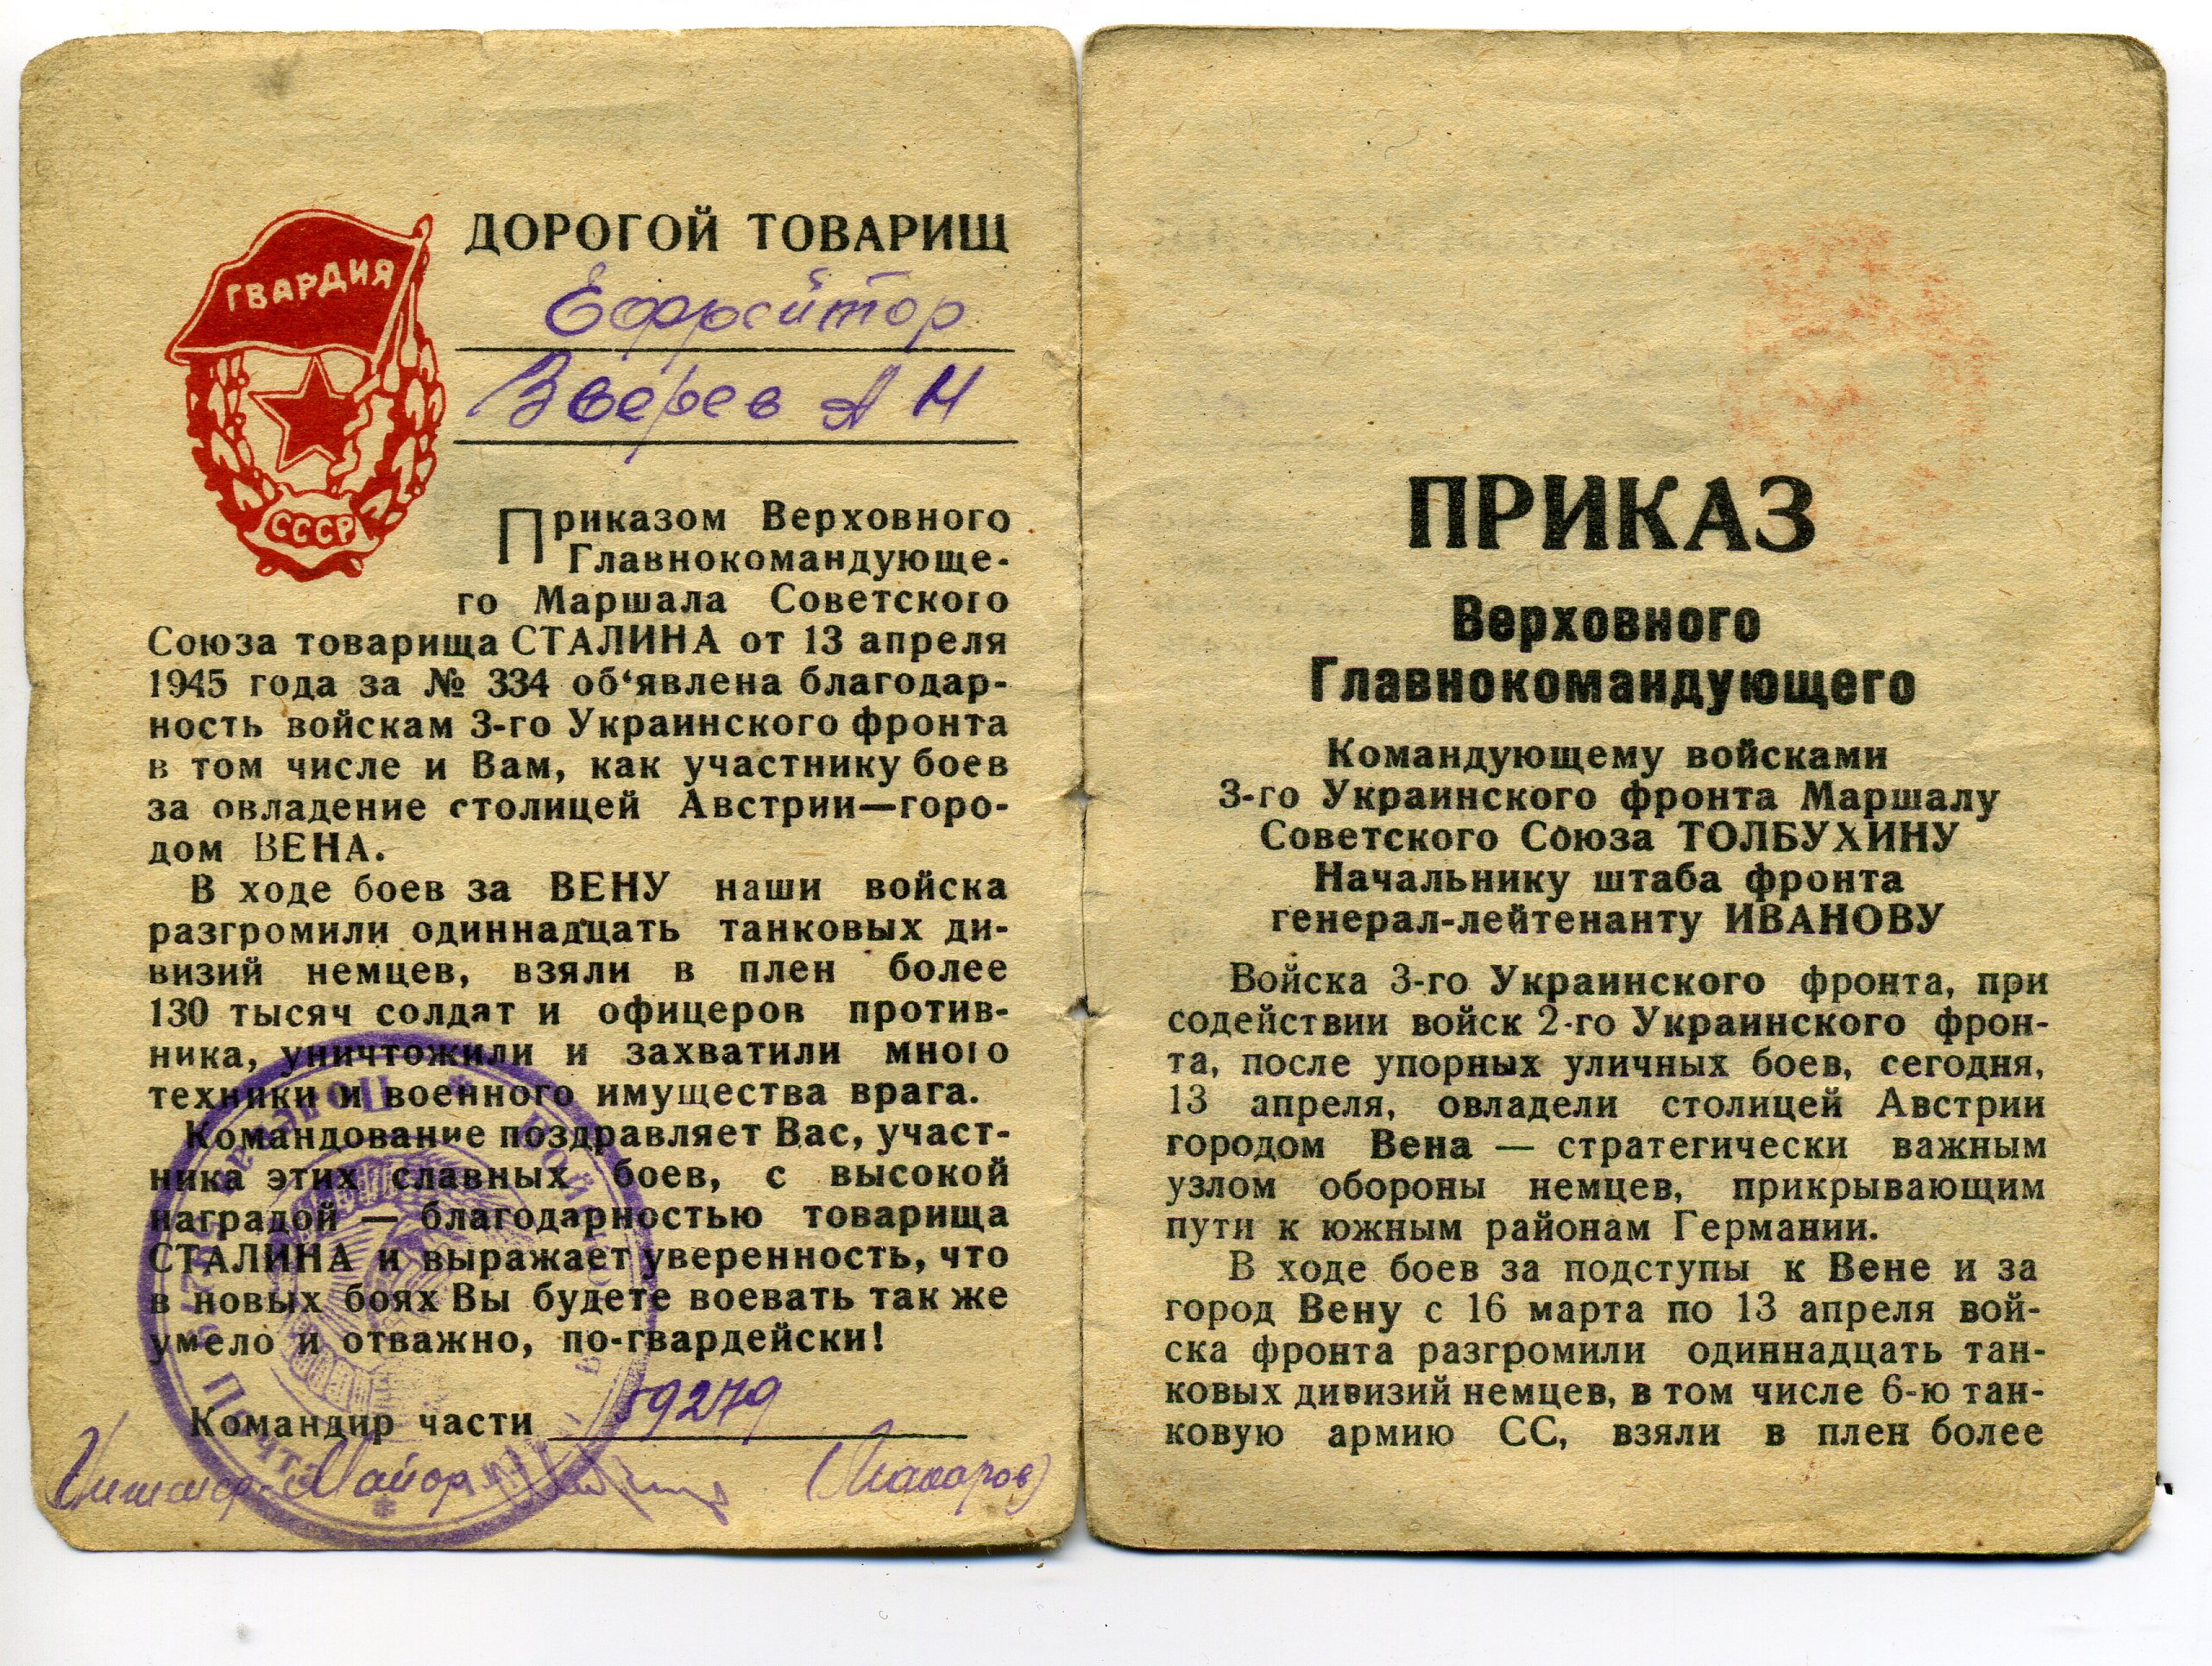 ГВАРДИЯ
СССР
ДОРОГОЙ ТОВАРИЩ
Ефрейтор
Зверев А Н
Приказом Верховного
Главнокомандующе-
го Маршала Советского
Союза товарища СТАЛИНА от 13 апреля
1945 года за № 334 об‘явлена благодар-
ность войскам 3-го Украинского фронта
в том числе и Вам, как участнику боев
за овладение столицей Австрии—горо-
дом ВЕНА.
В ходе боев за ВЕНУ наши войска
разгромили одиннадцать танковых ди-
визий немцев, взяли в плен более
130 тысяч солдат и офицеров против-
ника, уничтожили и захватили много
техники и военного имущества врага.
Командование поздравляет Вас, участ-
ника этих славных боев, с высокой
наградой — благодарностью товарища
СТАЛИНА и выражает уверенность, что
в новых боях Вы будете воевать так же
умело и отважно, по-гвардейски!
Командир части 59279
Майор (Макаров)
ПРИКАЗ
Верховного
Главнокомандующего
Командующему войсками
3-го Украинского фронта Маршалу
Советского Союза ТОЛБУХИНУ
Начальнику штаба фронта
генерал-лейтенанту ИВАНОВУ
Войска 3-го Украинского фронта, при
содействии войск 2-го Украинского фрон-
та, после упорных уличных боев, сегодня,
13 апреля, овладели столицей Австрии
городом Вена — стратегически важным
узлом обороны немцев, прикрывающим
пути к южным районам Германии.
В ходе боев за подступы к Вене и за
город Вену с 16 марта по 13 апреля вой-
ска фронта разгромили одиннадцать тан-
ковых дивизий немцев, в том числе 6-ю тан-
ковую армию СС, взяли в плен более